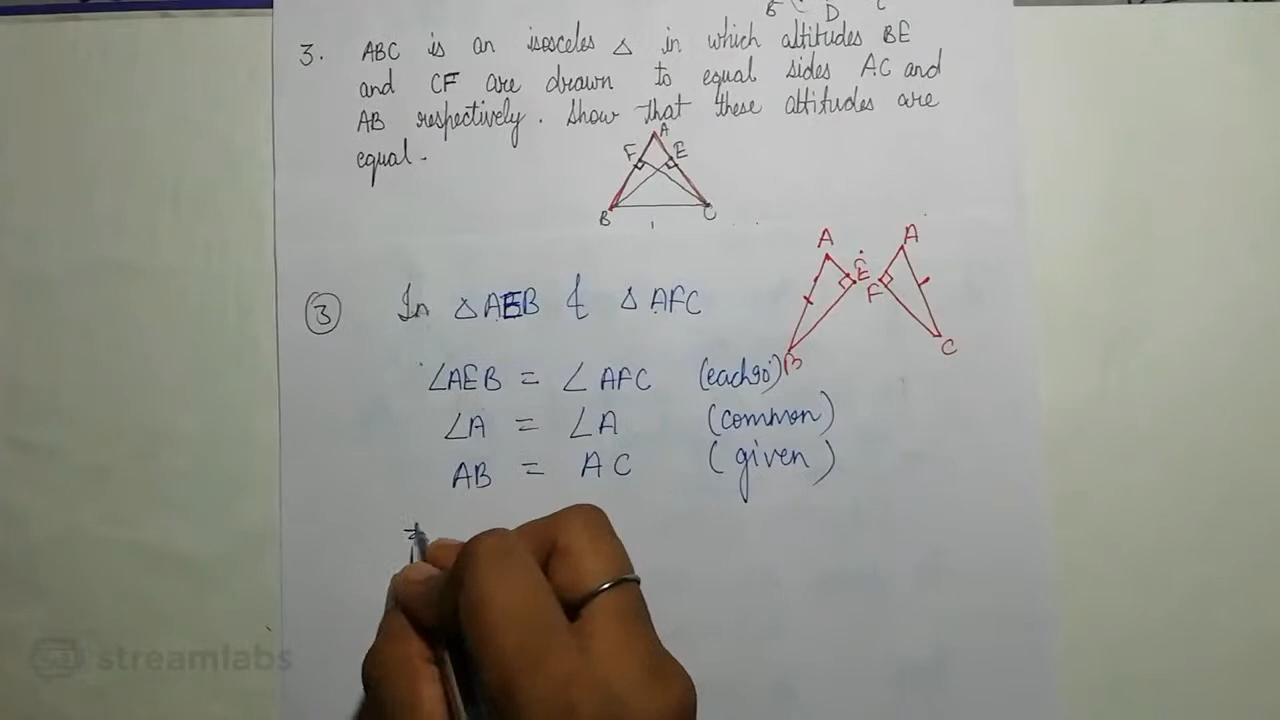 B D C
3. ABC is an isosceles △ in which altitudes BE
and CF are drawn to equal sides AC and
AB respectively. Show that these altitudes are
equal.
A
F E
B C
A A
E F
B C
3 In △AEB & △AFC
∠AEB = ∠AFC (each 90°)
∠A = ∠A (common)
AB = AC (given)
streamlabs